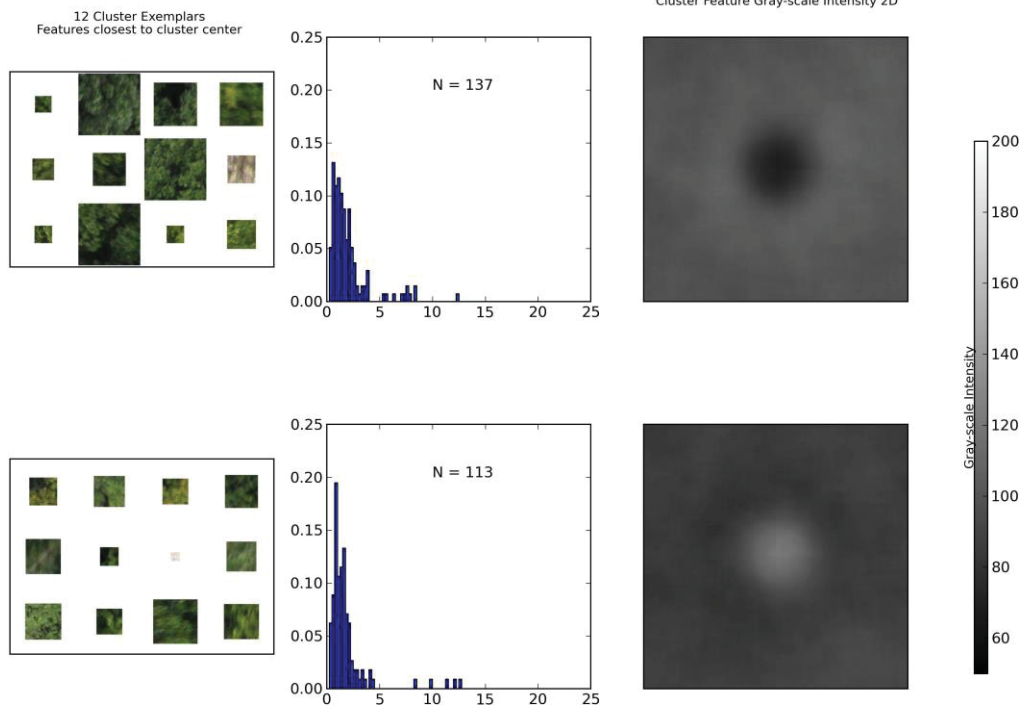 12 Cluster Exemplars
Features closest to cluster center
Cluster Feature Gray-scale Intensity 2D
0.25
0.20
0.15
0.10
0.05
0.00
0 5 10 15 20 25
N = 137
0.25
0.20
0.15
0.10
0.05
0.00
0 5 10 15 20 25
N = 113
200
180
160
140
120
100
80
60
Gray-scale Intensity